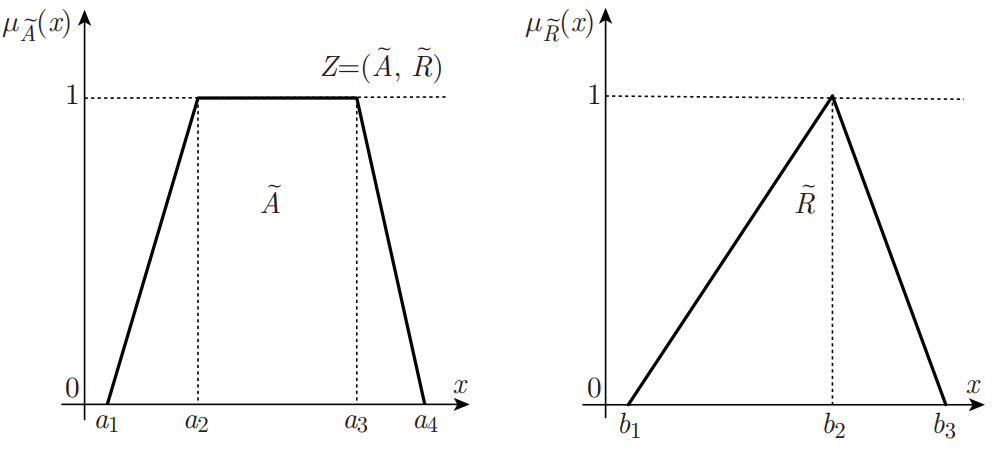 μ_Ã(x)
Z=(Ã, R̃)
1
Ã
0
x
a₁ a₂ a₃ a₄
μ_R̃(x)
1
R̃
0
x
b₁ b₂ b₃